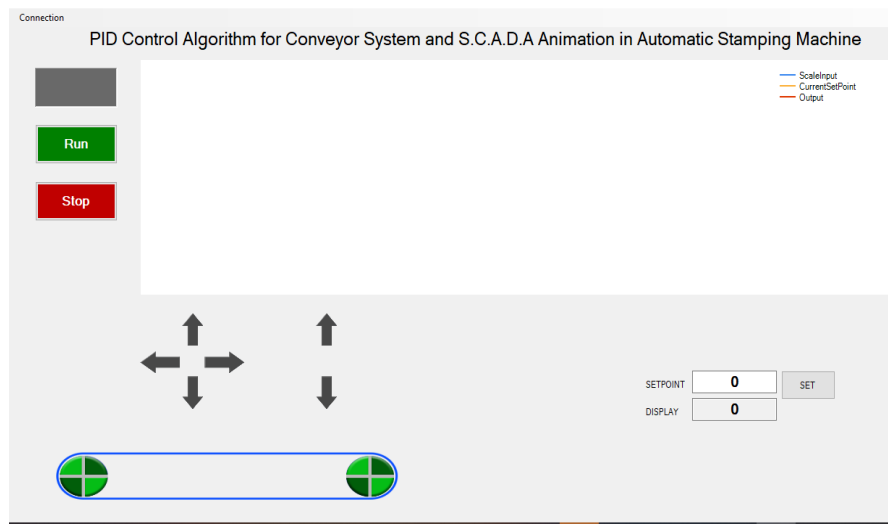 Connection
PID Control Algorithm for Conveyor System and S.C.A.D.A Animation in Automatic Stamping Machine
ScaleInput
CurrentSetPoint
Output
Run
Stop
SETPOINT 0 SET
DISPLAY 0